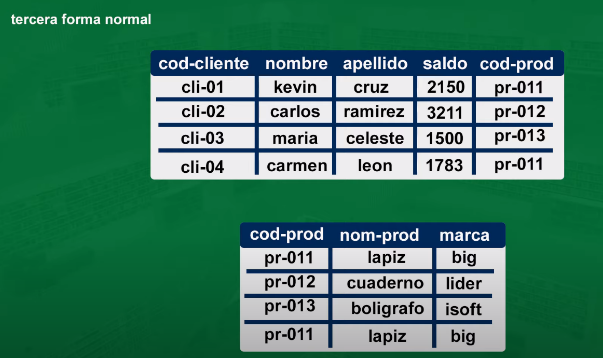 tercera forma normal
cod-cliente nombre apellido saldo cod-prod
cli-01 kevin cruz 2150 pr-011
cli-02 carlos ramirez 3211 pr-012
cli-03 maria celeste 1500 pr-013
cli-04 carmen leon 1783 pr-011
cod-prod nom-prod marca
pr-011 lapiz big
pr-012 cuaderno lider
pr-013 boligrafo isoft
pr-011 lapiz big